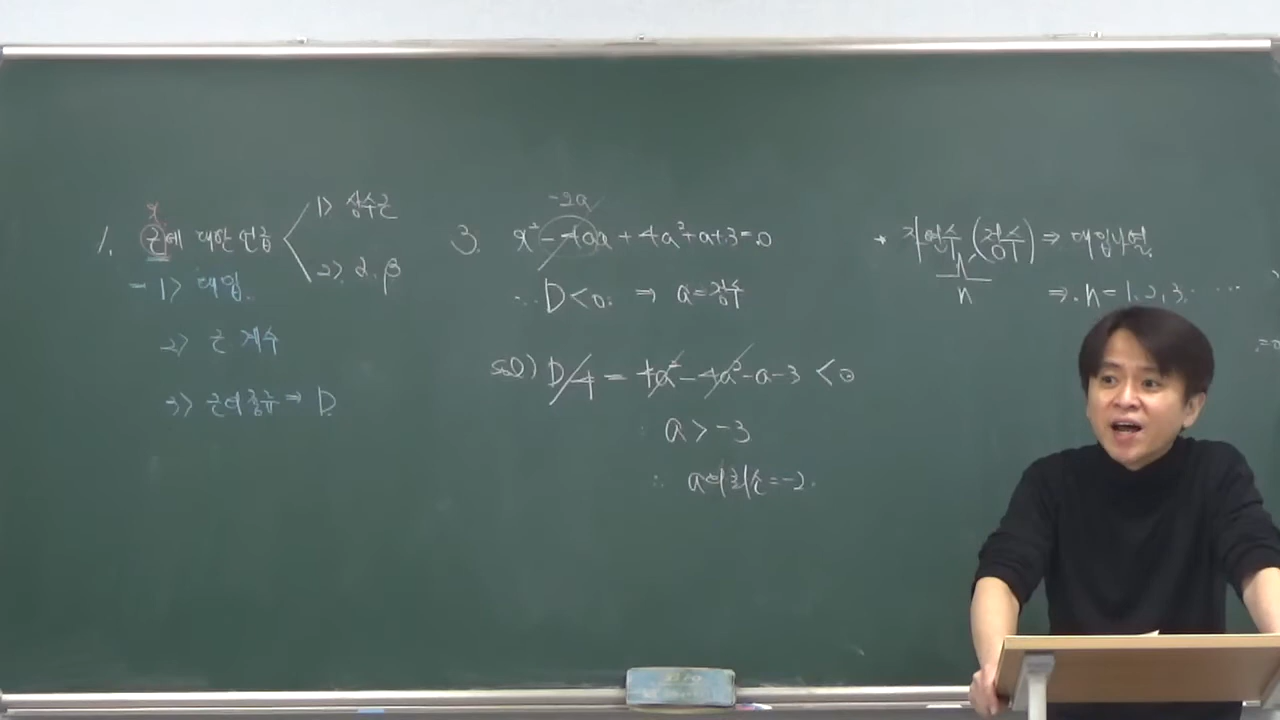 x
1. 근에 대한 언급
1) 상수근
2) α, β
1) 대입.
2) 근 계수
3) 근의 종류 ⇒ D
-2a
3. x² - 4ax + 4a² + a + 3 = 0
D < 0. ⇒ a = 정수
sol) D/4 = 4a² - 4a² - a - 3 < 0
a > -3
∴ a의 최소 = -2.
* 자연수 (정수) ⇒ 대입나열.
n
⇒ n = 1, 2, 3, ....